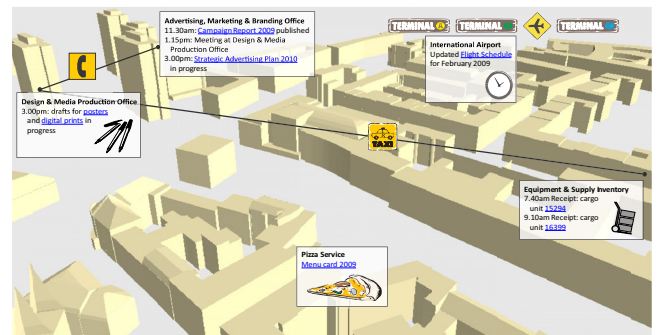 Advertising, Marketing & Branding Office
11.30am: Campaign Report 2009 published
1.15pm: Meeting at Design & Media
Production Office
3.00pm: Strategic Advertising Plan 2010
in progress
TERMINAL
TERMINAL
TERMINAL
International Airport
Updated Flight Schedule
for February 2009
Design & Media Production Office
3.00pm: drafts for posters
and digital prints in
progress
TAXI
Equipment & Supply Inventory
7.40am Receipt: cargo
unit 15294
9.10am Receipt: cargo
unit 16399
Pizza Service
Menu card 2009